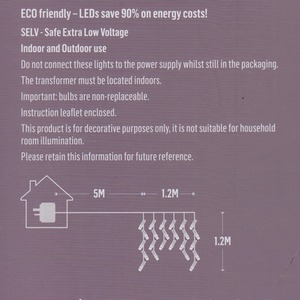 ECO friendly – LEDs save 90% on energy costs!
SELV - Safe Extra Low Voltage
Indoor and Outdoor use
Do not connect these lights to the power supply whilst still in the packaging.
The transformer must be located indoors.
Important: bulbs are non-replaceable.
Instruction leaflet enclosed.
This product is for decorative purposes only, it is not suitable for household
room illumination.
Please retain this information for future reference.
5M 1.2M
1.2M